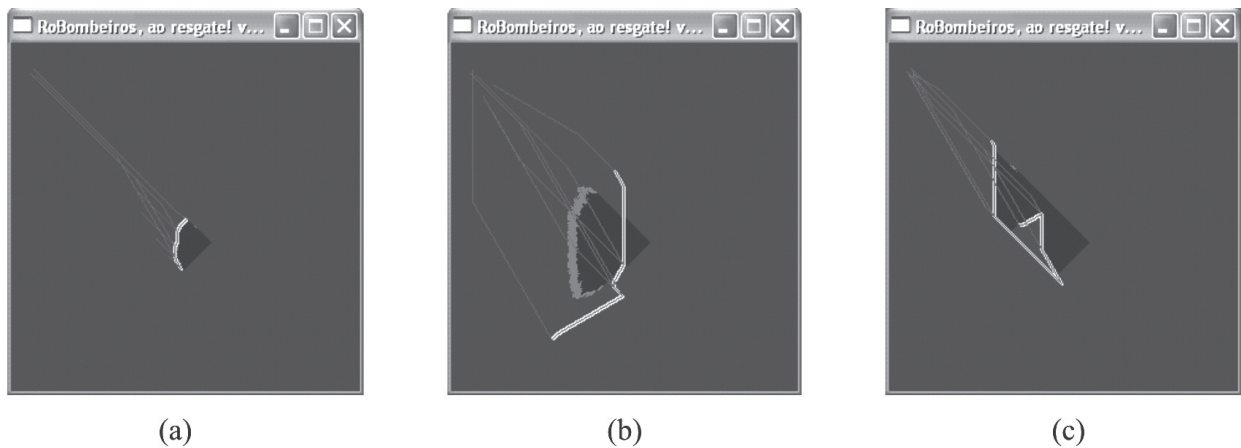 RoBombeiros, ao resgate! v...
RoBombeiros, ao resgate! v...
RoBombeiros, ao resgate! v...
(a)
(b)
(c)